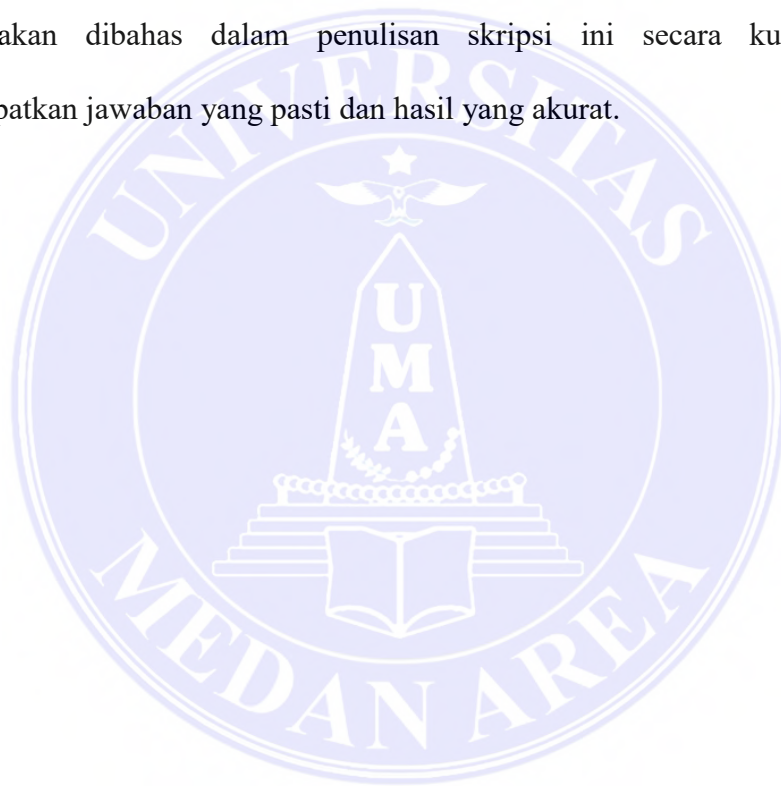 akan dibahas dalam penulisan skripsi ini secara ku
patkan jawaban yang pasti dan hasil yang akurat.
UNIVERSITAS
U
M
A
MEDAN AREA